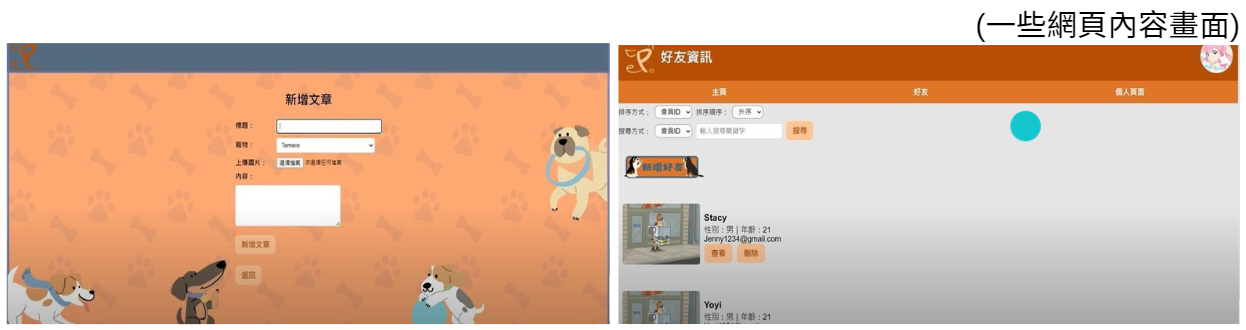 (一些網頁內容畫面)
新增文章
標題：
寵物： Tamaco
上傳圖片： 選擇檔案 未選擇任何檔案
內容：
新增文章
返回
好友資訊
主頁 好友 個人頁面
排序方式： 會員ID 排序順序： 升序
搜尋方式： 會員ID 輸入搜尋關鍵字 搜尋
新增好友
Stacy
性別：男 | 年齡：21
Jenny1234@gmail.com
查看 刪除
Yoyi
性別：男 | 年齡：21